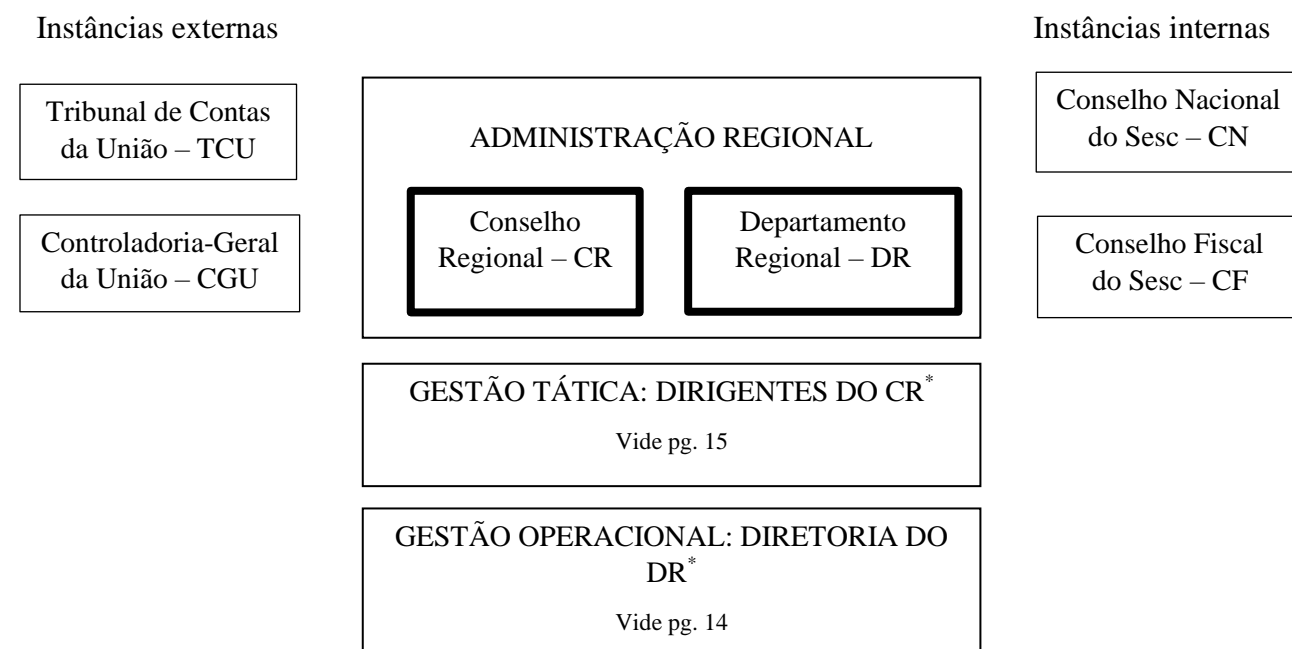 Instâncias externas
Instâncias internas
Tribunal de Contas
da União – TCU
Controladoria-Geral
da União – CGU
ADMINISTRAÇÃO REGIONAL
Conselho
Regional – CR
Departamento
Regional – DR
Conselho Nacional
do Sesc – CN
Conselho Fiscal
do Sesc – CF
GESTÃO TÁTICA: DIRIGENTES DO CR*
Vide pg. 15
GESTÃO OPERACIONAL: DIRETORIA DO
DR*
Vide pg. 14